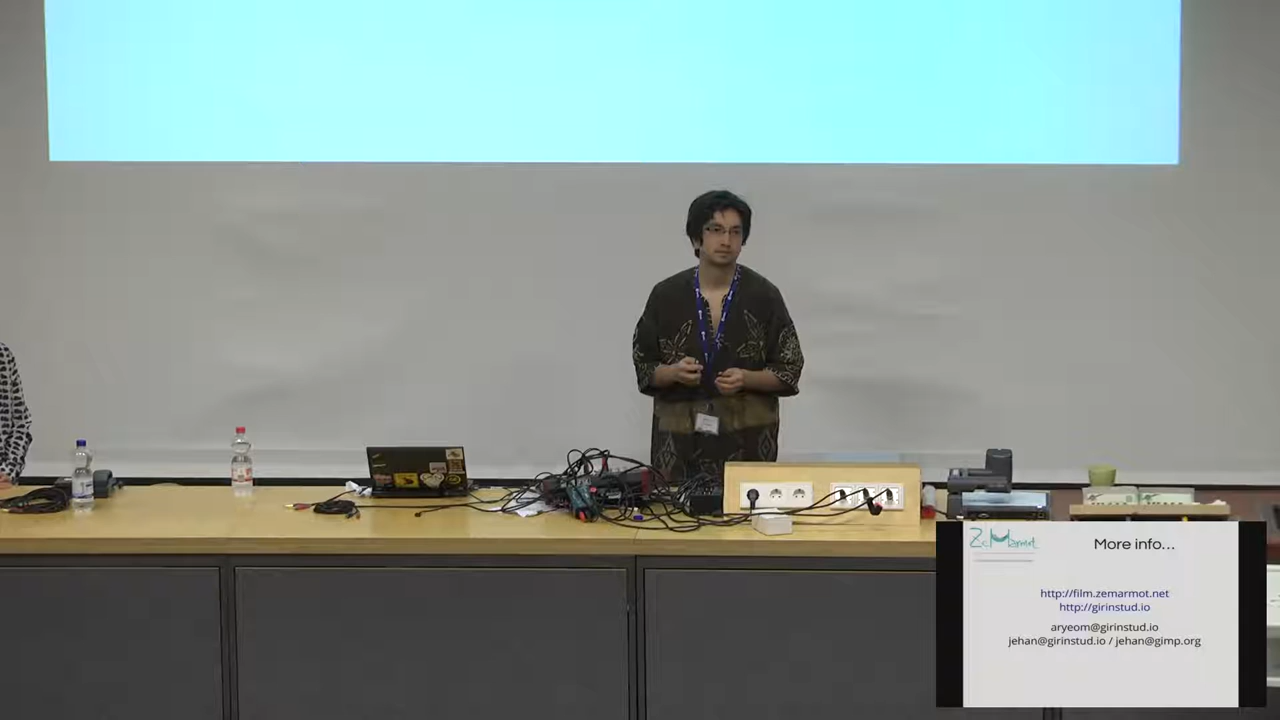 ZeMarmot
More info...
http://film.zemarmot.net
http://girinstud.io
aryeom@girinstud.io
jehan@girinstud.io / jehan@gimp.org